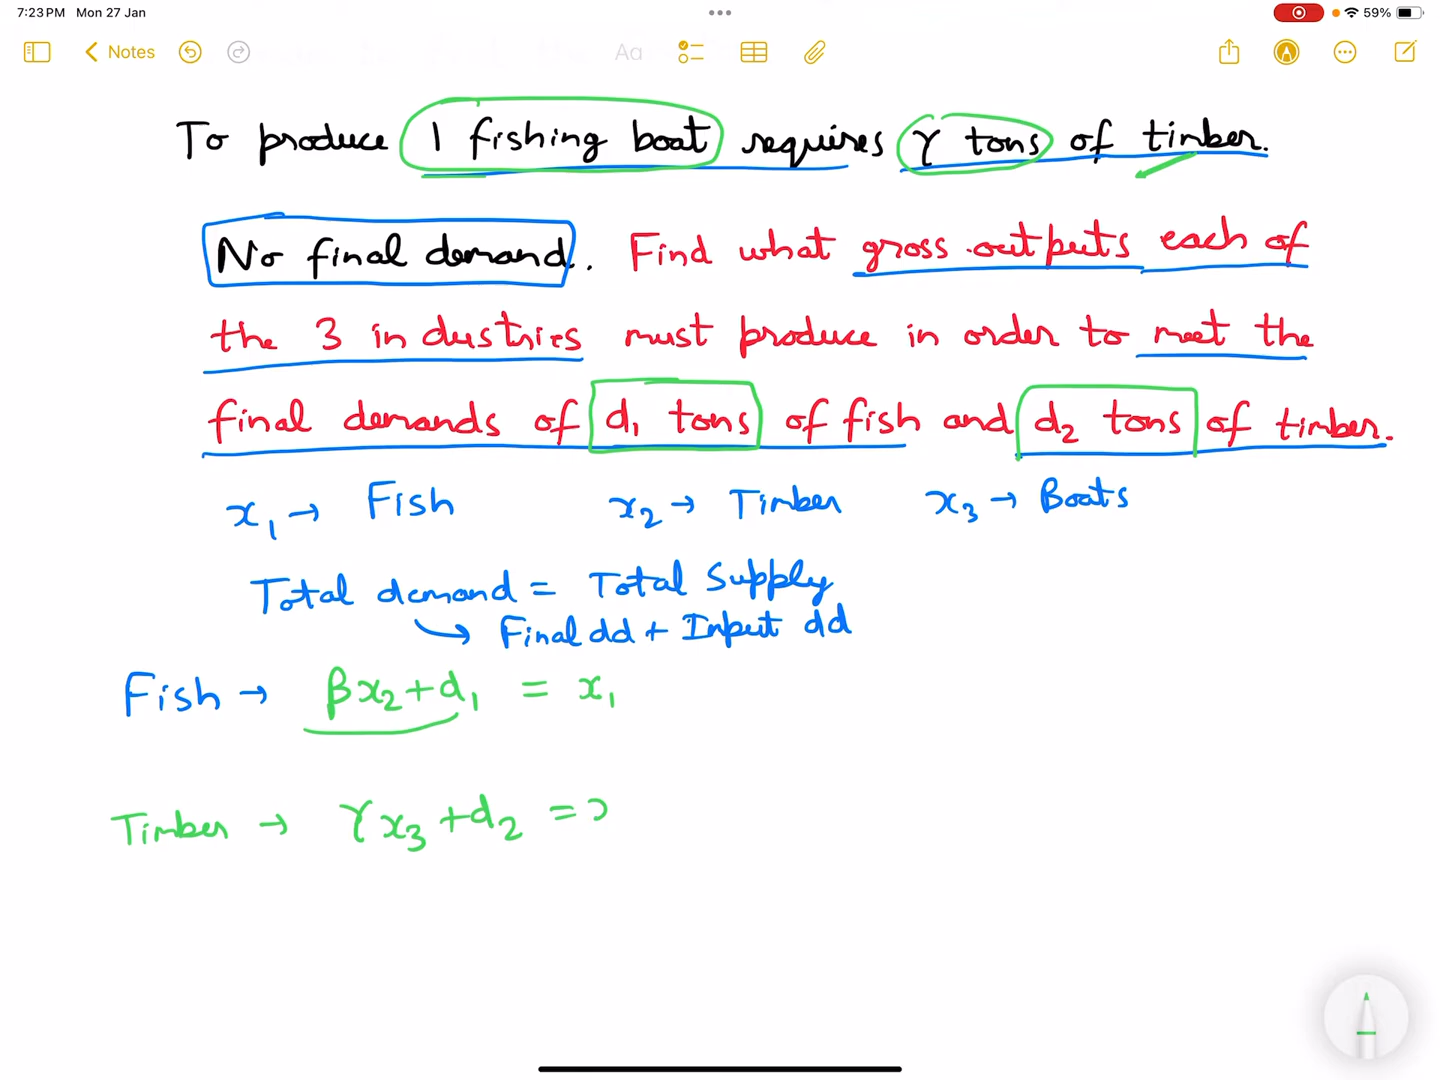 7:23 PM Mon 27 Jan
59%
Notes
Aa
To produce 1 fishing boat requires γ tons of timber.
No final demand. Find what gross outputs each of
the 3 industries must produce in order to meet the
final demands of d₁ tons of fish and d₂ tons of timber.
x₁ → Fish x₂ → Timber x₃ → Boats
Total demand = Total Supply
↳ Final dd + Input dd
Fish → βx₂ + d₁ = x₁
Timber → γx₃ + d₂ =